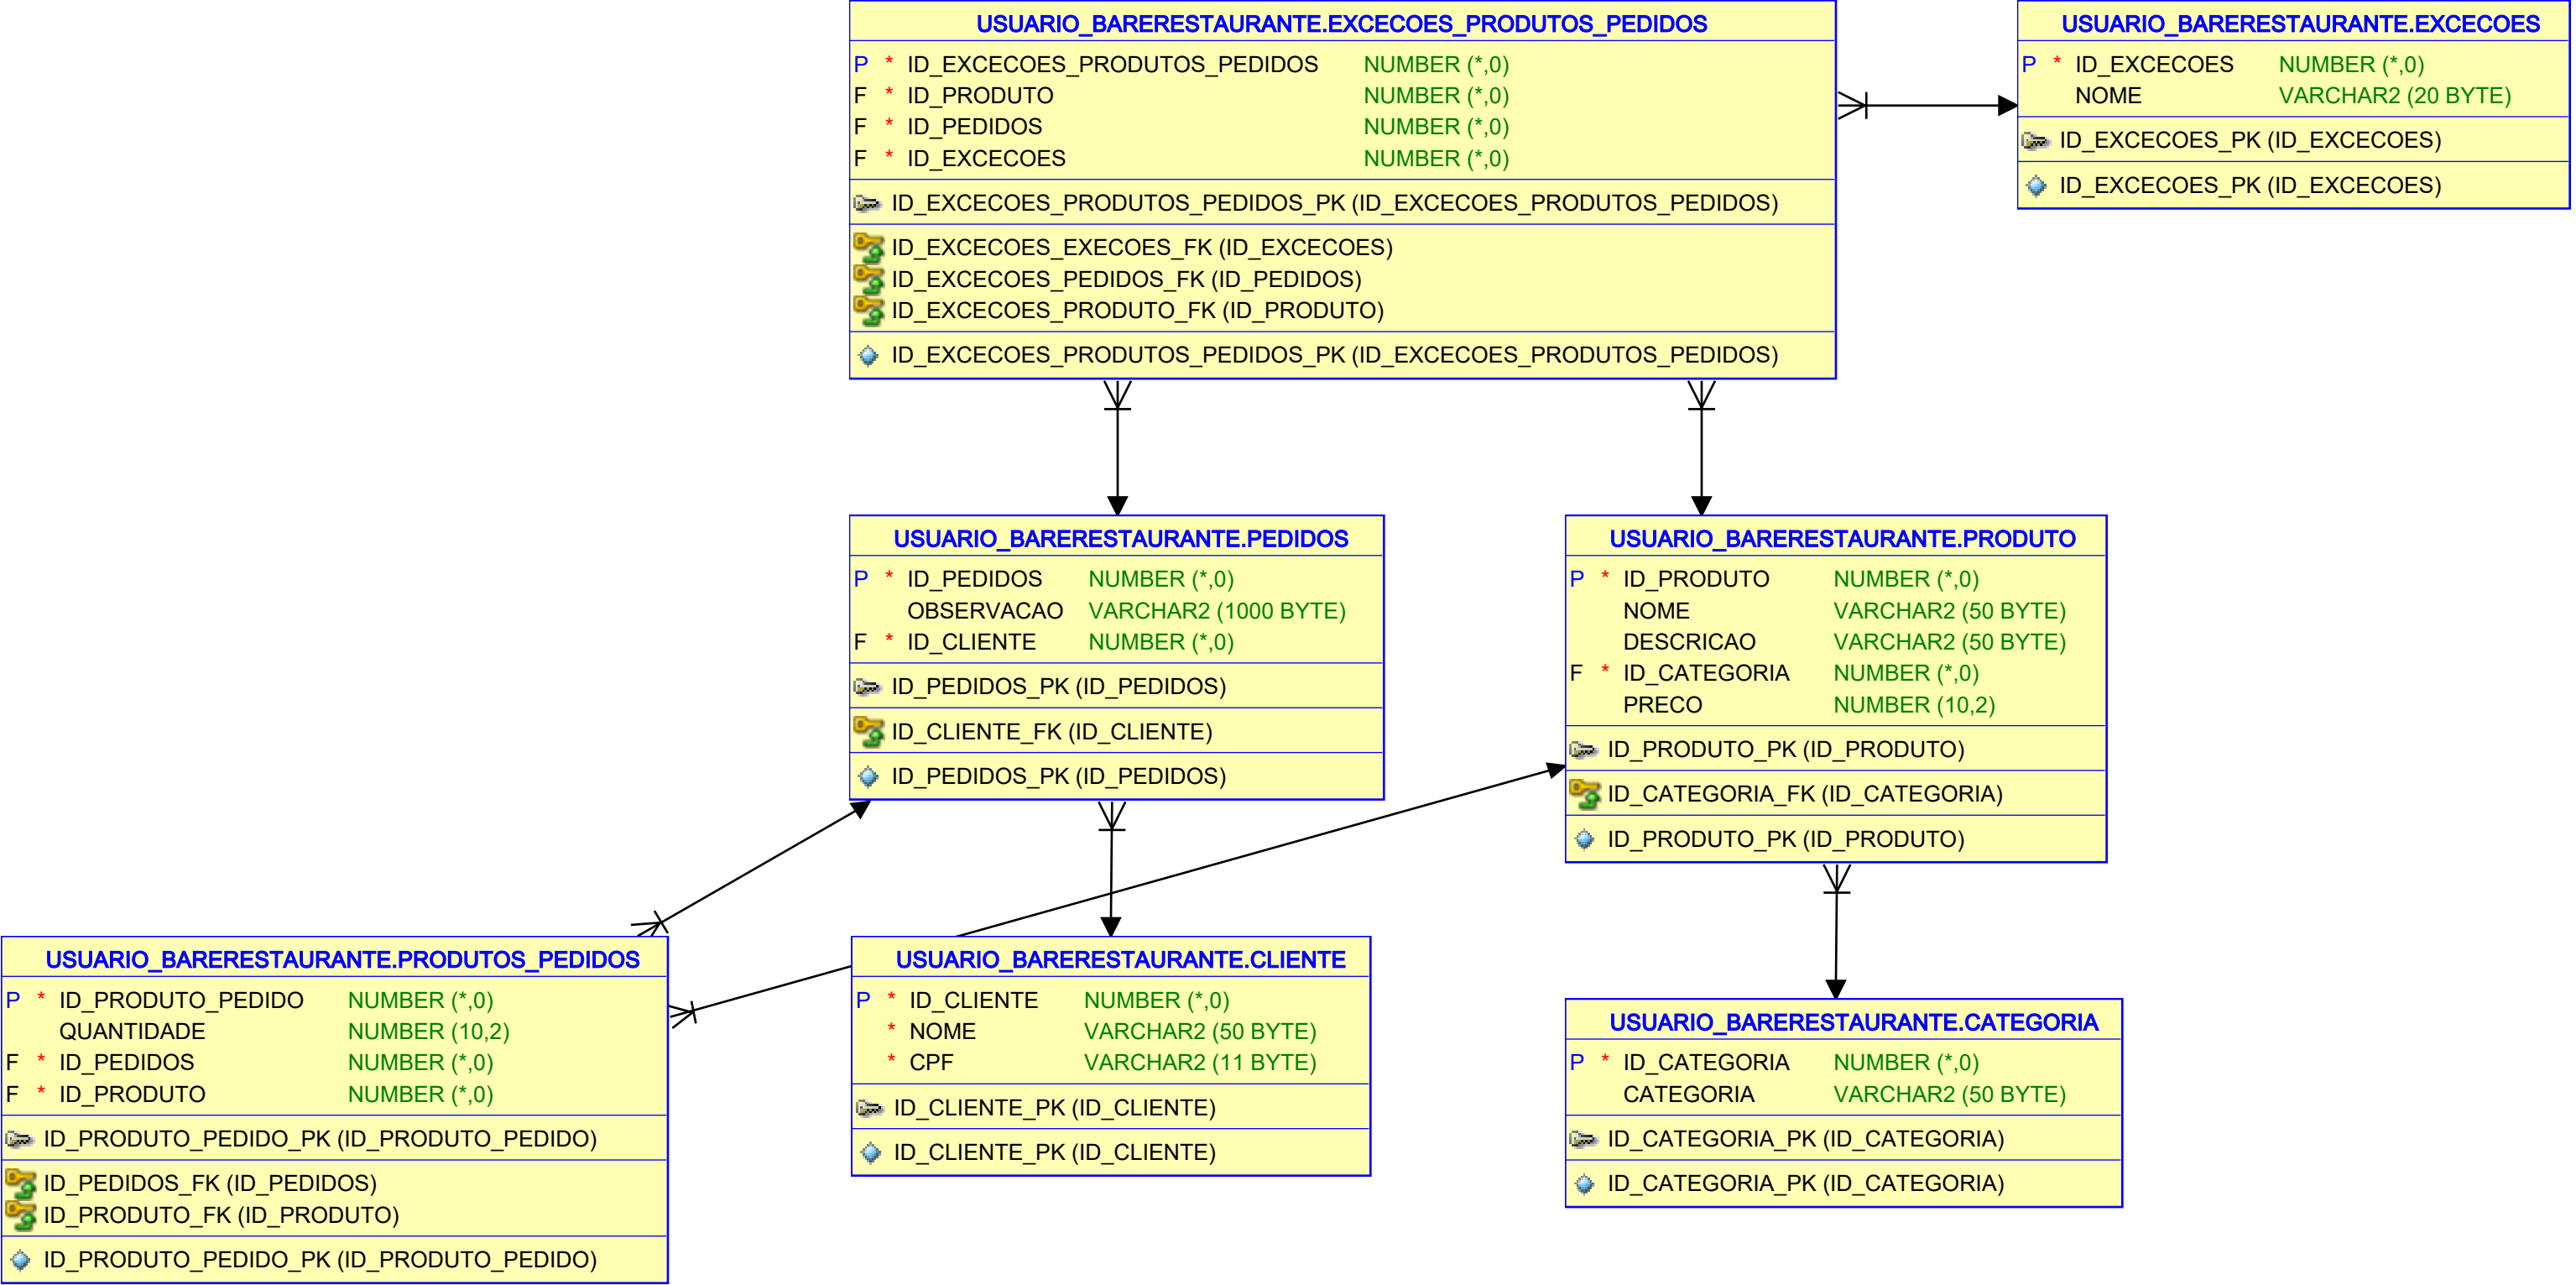 USUARIO_BARERESTAURANTE.EXCECOES_PRODUTOS_PEDIDOS
P * ID_EXCECOES_PRODUTOS_PEDIDOS NUMBER (*,0)
F * ID_PRODUTO NUMBER (*,0)
F * ID_PEDIDOS NUMBER (*,0)
F * ID_EXCECOES NUMBER (*,0)
ID_EXCECOES_PRODUTOS_PEDIDOS_PK (ID_EXCECOES_PRODUTOS_PEDIDOS)
ID_EXCECOES_EXECOES_FK (ID_EXCECOES)
ID_EXCECOES_PEDIDOS_FK (ID_PEDIDOS)
ID_EXCECOES_PRODUTO_FK (ID_PRODUTO)
ID_EXCECOES_PRODUTOS_PEDIDOS_PK (ID_EXCECOES_PRODUTOS_PEDIDOS)
USUARIO_BARERESTAURANTE.EXCECOES
P * ID_EXCECOES NUMBER (*,0)
NOME VARCHAR2 (20 BYTE)
ID_EXCECOES_PK (ID_EXCECOES)
ID_EXCECOES_PK (ID_EXCECOES)
USUARIO_BARERESTAURANTE.PEDIDOS
P * ID_PEDIDOS NUMBER (*,0)
OBSERVACAO VARCHAR2 (1000 BYTE)
F * ID_CLIENTE NUMBER (*,0)
ID_PEDIDOS_PK (ID_PEDIDOS)
ID_CLIENTE_FK (ID_CLIENTE)
ID_PEDIDOS_PK (ID_PEDIDOS)
USUARIO_BARERESTAURANTE.PRODUTO
P * ID_PRODUTO NUMBER (*,0)
NOME VARCHAR2 (50 BYTE)
DESCRICAO VARCHAR2 (50 BYTE)
F * ID_CATEGORIA NUMBER (*,0)
PRECO NUMBER (10,2)
ID_PRODUTO_PK (ID_PRODUTO)
ID_CATEGORIA_FK (ID_CATEGORIA)
ID_PRODUTO_PK (ID_PRODUTO)
USUARIO_BARERESTAURANTE.PRODUTOS_PEDIDOS
P * ID_PRODUTO_PEDIDO NUMBER (*,0)
QUANTIDADE NUMBER (10,2)
F * ID_PEDIDOS NUMBER (*,0)
F * ID_PRODUTO NUMBER (*,0)
ID_PRODUTO_PEDIDO_PK (ID_PRODUTO_PEDIDO)
ID_PEDIDOS_FK (ID_PEDIDOS)
ID_PRODUTO_FK (ID_PRODUTO)
ID_PRODUTO_PEDIDO_PK (ID_PRODUTO_PEDIDO)
USUARIO_BARERESTAURANTE.CLIENTE
P * ID_CLIENTE NUMBER (*,0)
* NOME VARCHAR2 (50 BYTE)
* CPF VARCHAR2 (11 BYTE)
ID_CLIENTE_PK (ID_CLIENTE)
ID_CLIENTE_PK (ID_CLIENTE)
USUARIO_BARERESTAURANTE.CATEGORIA
P * ID_CATEGORIA NUMBER (*,0)
CATEGORIA VARCHAR2 (50 BYTE)
ID_CATEGORIA_PK (ID_CATEGORIA)
ID_CATEGORIA_PK (ID_CATEGORIA)